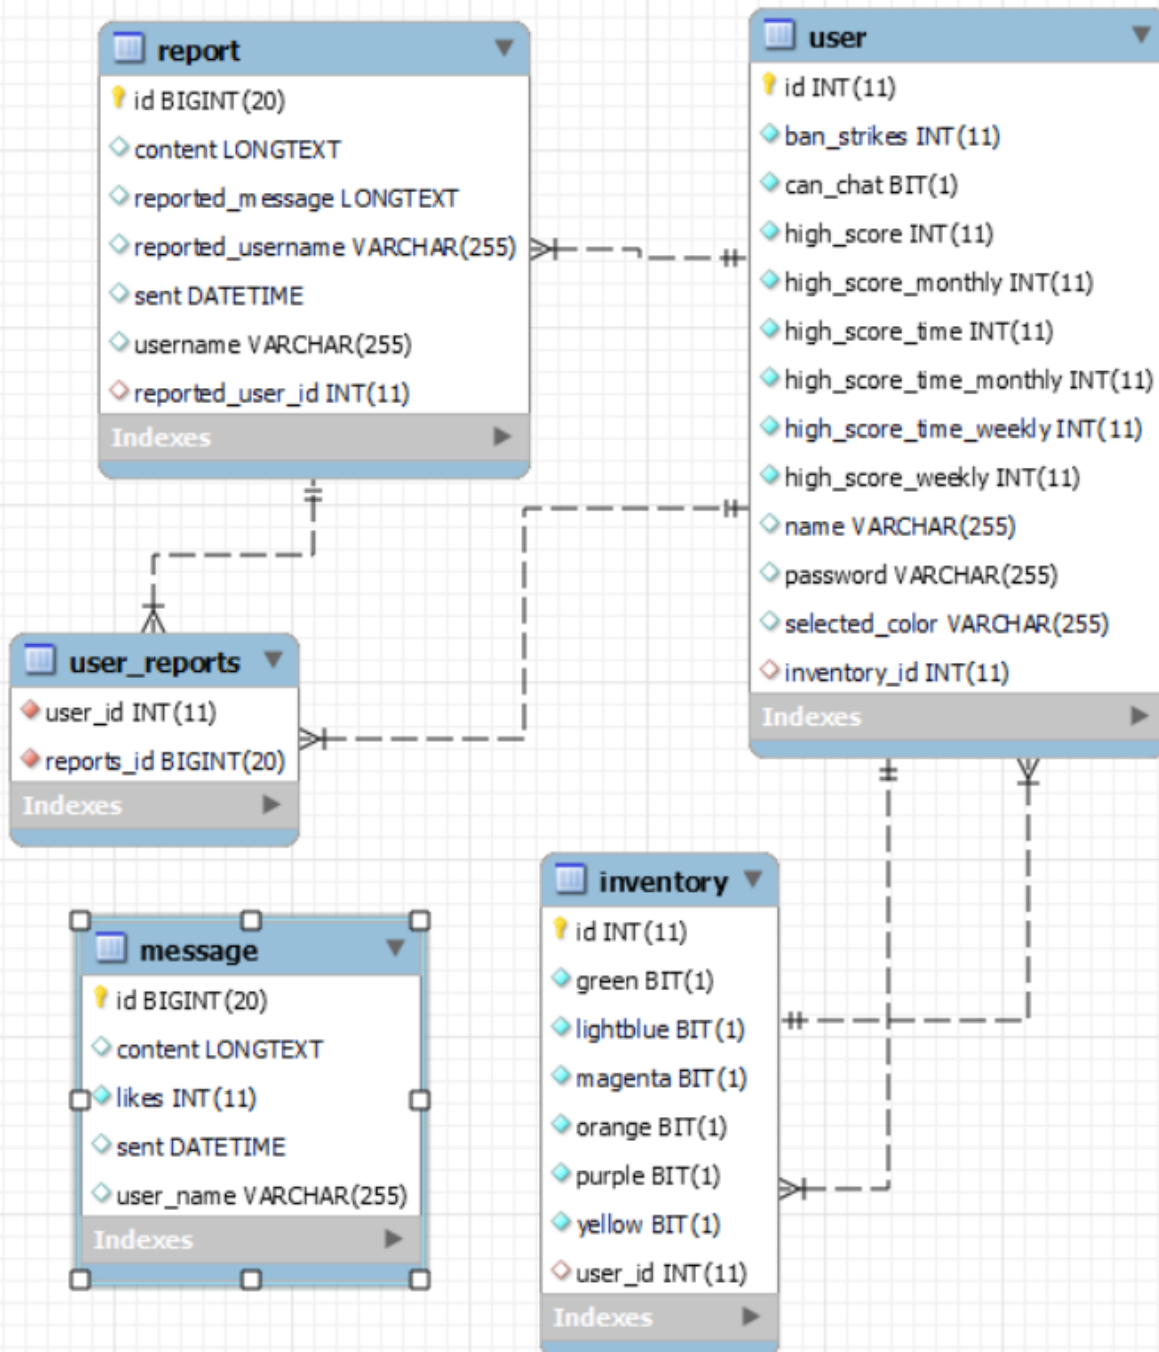 report
id BIGINT(20)
content LONGTEXT
reported_message LONGTEXT
reported_username VARCHAR(255)
sent DATETIME
username VARCHAR(255)
reported_user_id INT(11)
Indexes
user
id INT(11)
ban_strikes INT(11)
can_chat BIT(1)
high_score INT(11)
high_score_monthly INT(11)
high_score_time INT(11)
high_score_time_monthly INT(11)
high_score_time_weekly INT(11)
high_score_weekly INT(11)
name VARCHAR(255)
password VARCHAR(255)
selected_color VARCHAR(255)
inventory_id INT(11)
Indexes
user_reports
user_id INT(11)
reports_id BIGINT(20)
Indexes
message
id BIGINT(20)
content LONGTEXT
likes INT(11)
sent DATETIME
user_name VARCHAR(255)
Indexes
inventory
id INT(11)
green BIT(1)
lightblue BIT(1)
magenta BIT(1)
orange BIT(1)
purple BIT(1)
yellow BIT(1)
user_id INT(11)
Indexes